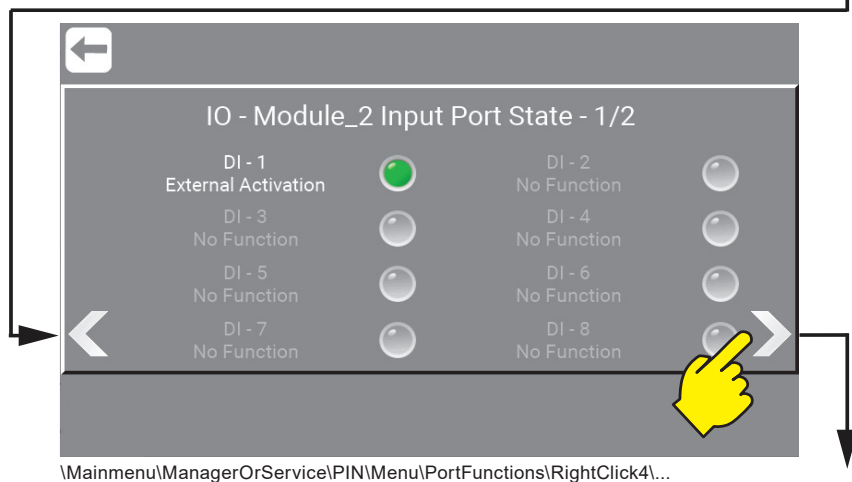 IO - Module_2 Input Port State - 1/2
DI - 1
External Activation
DI - 2
No Function
DI - 3
No Function
DI - 4
No Function
DI - 5
No Function
DI - 6
No Function
DI - 7
No Function
DI - 8
No Function
\Mainmenu\ManagerOrService\PIN\Menu\PortFunctions\RightClick4\...